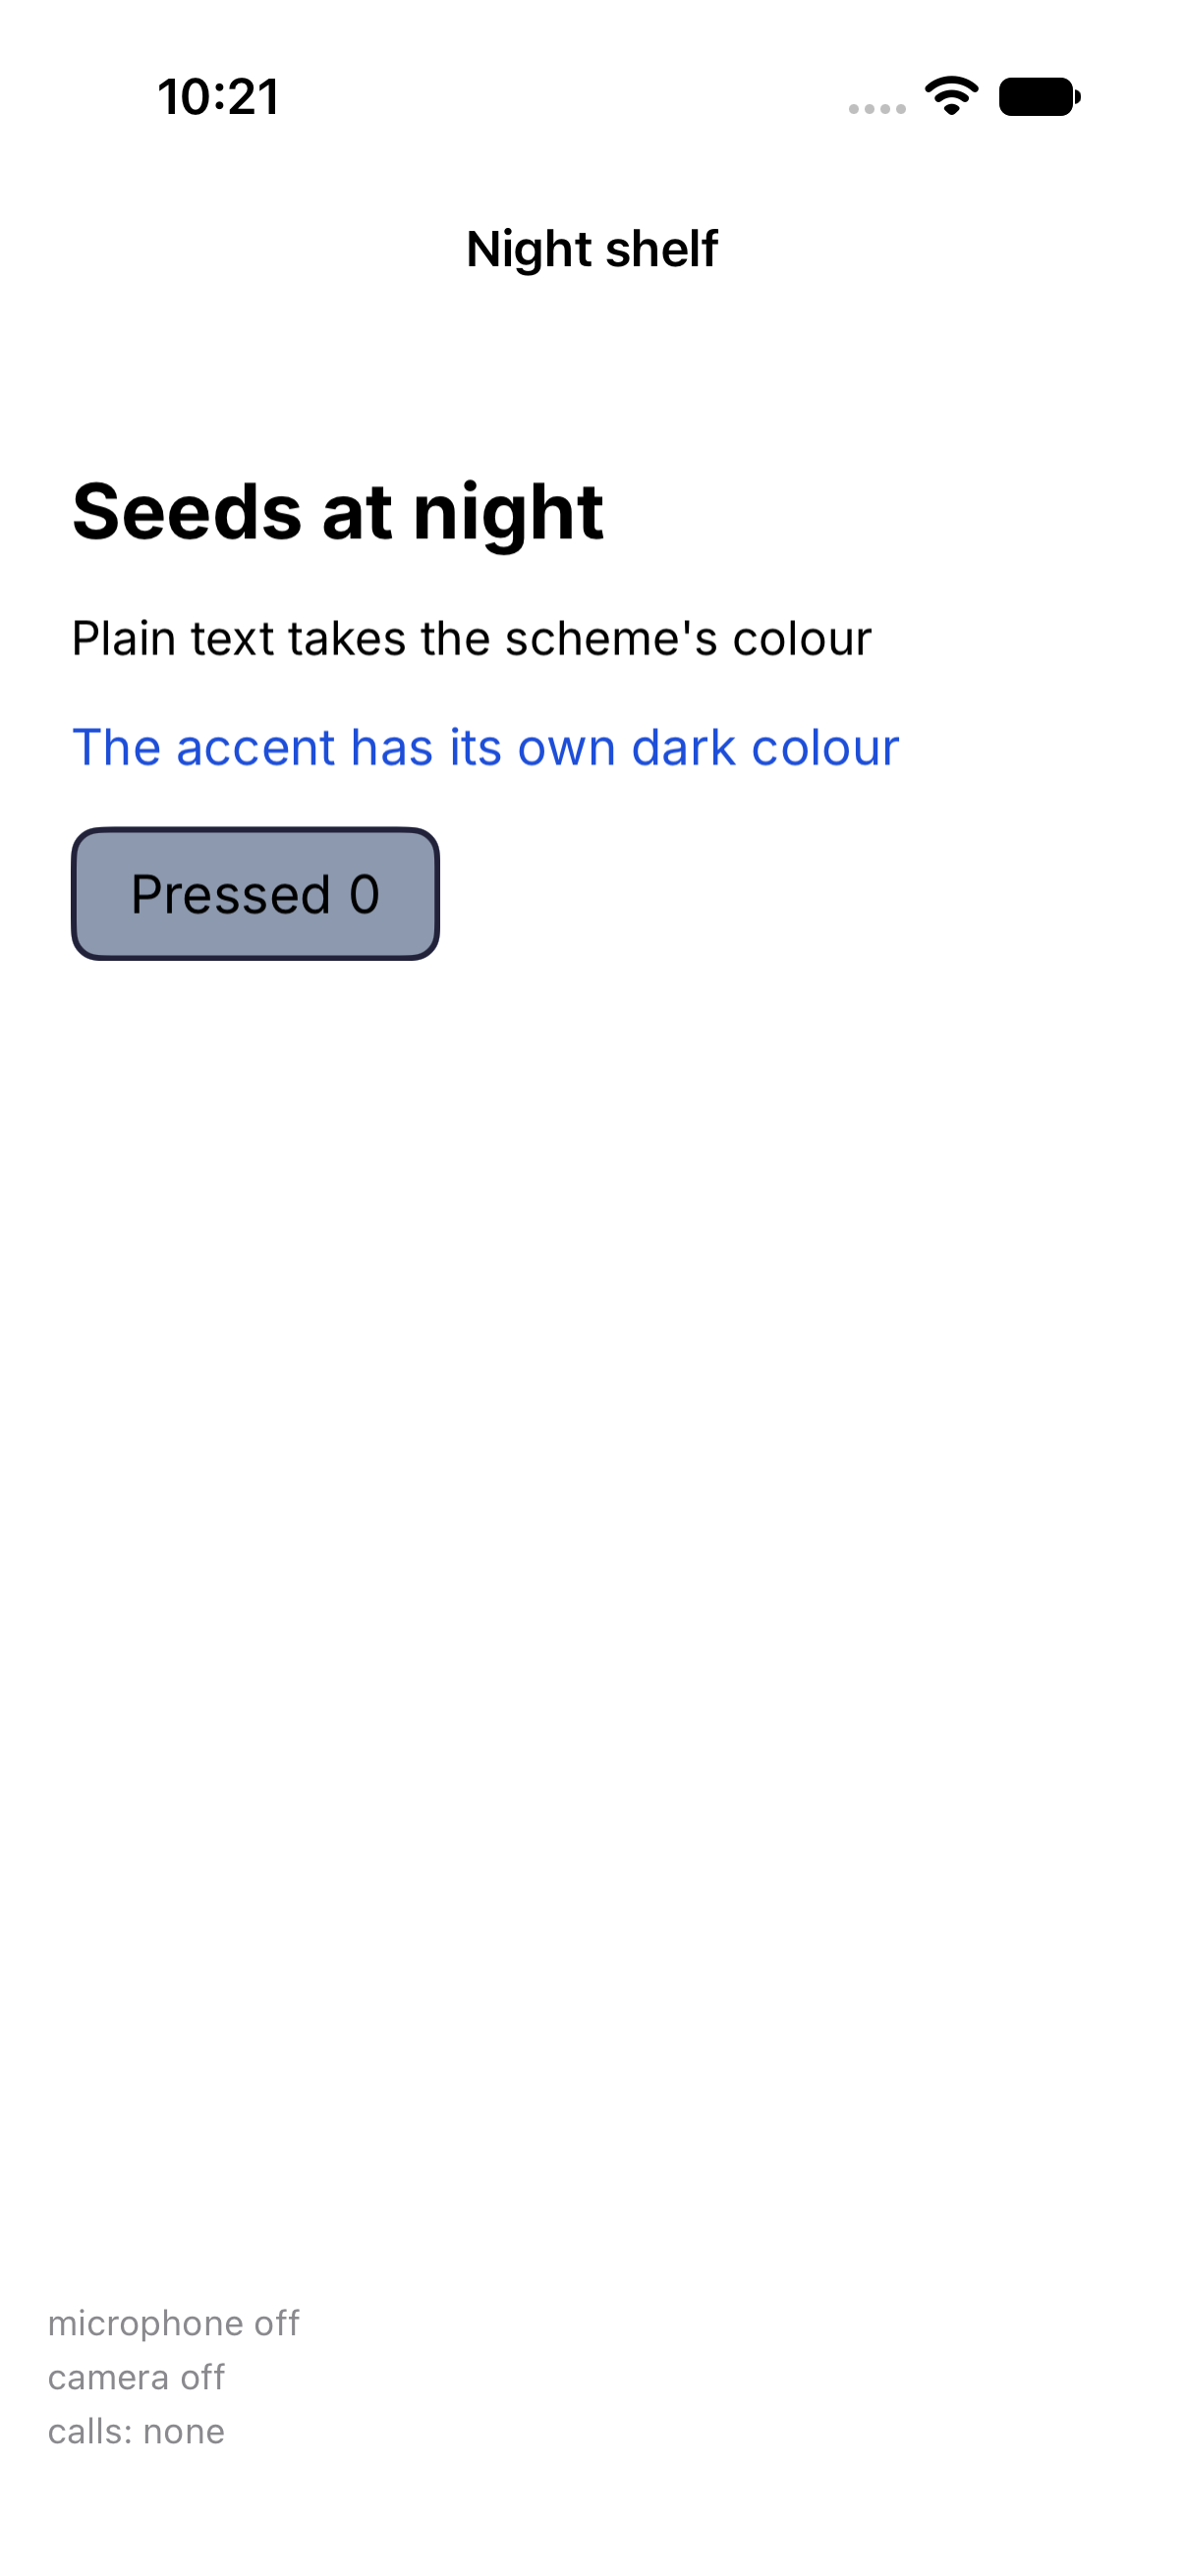 10:21
Night shelf
Seeds at night
Plain text takes the scheme's colour
The accent has its own dark colour
Pressed 0
microphone off
camera off
calls: none